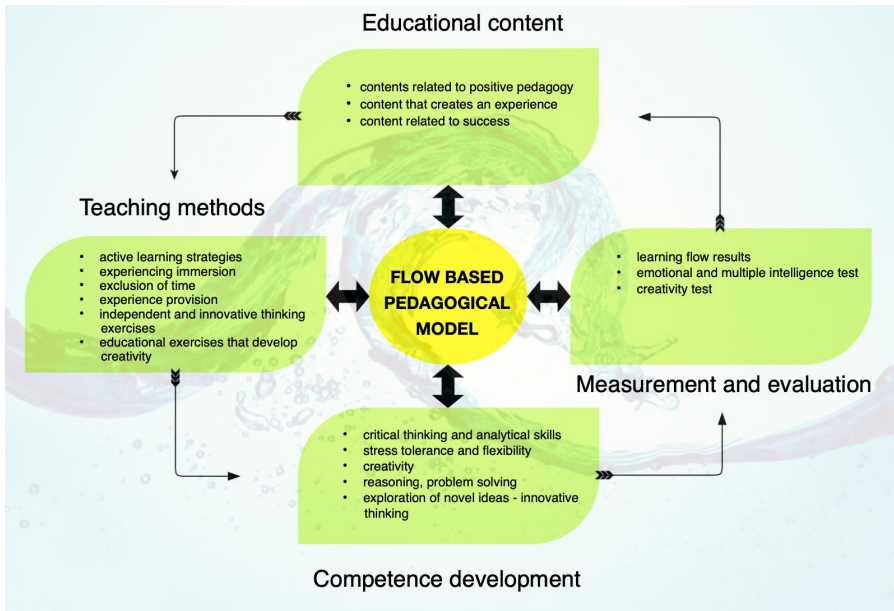 Educational content
• contents related to positive pedagogy
• content that creates an experience
• content related to success
Teaching methods
• active learning strategies
• experiencing immersion
• exclusion of time
• experience provision
• independent and innovative thinking
exercises
• educational exercises that develop
creativity
FLOW BASED
PEDAGOGICAL
MODEL
• learning flow results
• emotional and multiple intelligence test
• creativity test
Measurement and evaluation
• critical thinking and analytical skills
• stress tolerance and flexibility
• creativity
• reasoning, problem solving
• exploration of novel ideas - innovative
thinking
Competence development